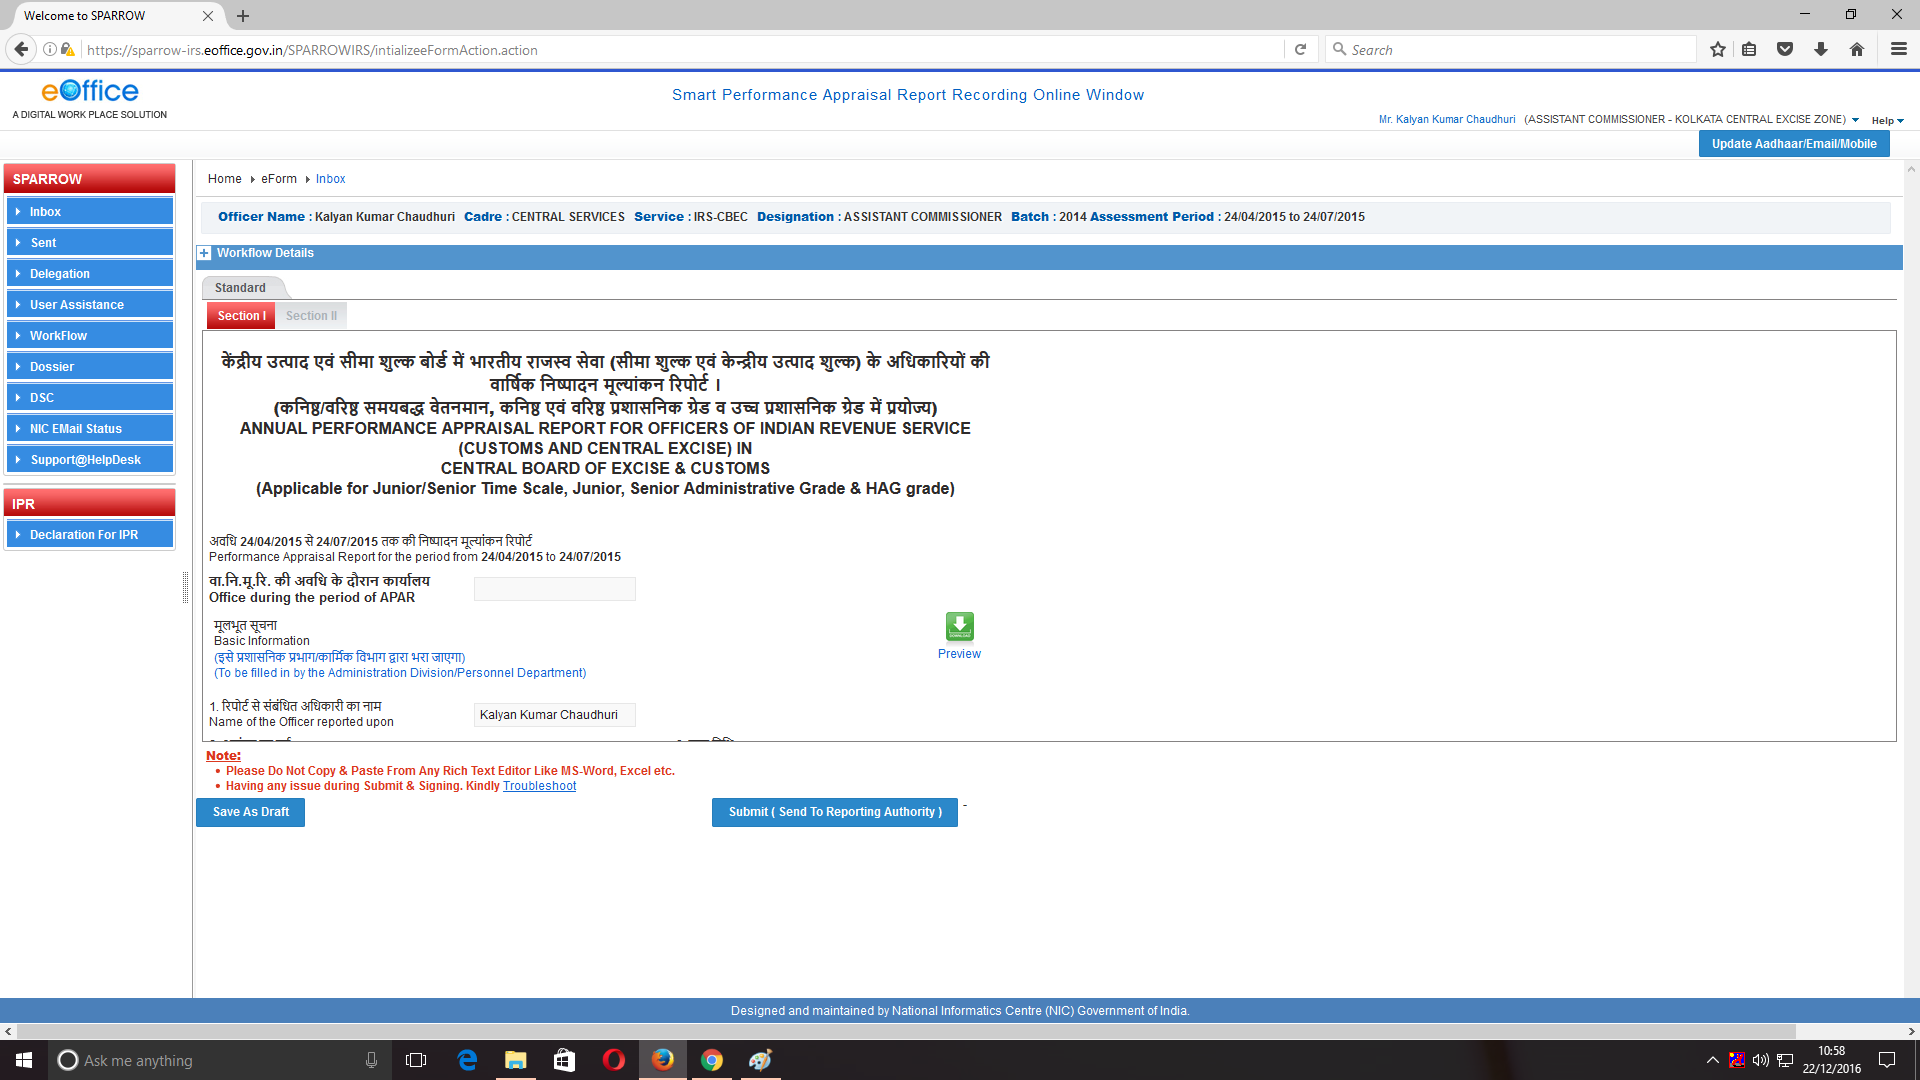 Welcome to SPARROW
https://sparrow-irs.eoffice.gov.in/SPARROWIRS/intializeeFormAction.action
Search
eOffice
A DIGITAL WORK PLACE SOLUTION
Smart Performance Appraisal Report Recording Online Window
Mr. Kalyan Kumar Chaudhuri (ASSISTANT COMMISSIONER - KOLKATA CENTRAL EXCISE ZONE) Help
Update Aadhaar/Email/Mobile
SPARROW
Inbox
Sent
Delegation
User Assistance
WorkFlow
Dossier
DSC
NIC EMail Status
Support@HelpDesk
IPR
Declaration For IPR
Home eForm Inbox
Officer Name : Kalyan Kumar Chaudhuri Cadre : CENTRAL SERVICES Service : IRS-CBEC Designation : ASSISTANT COMMISSIONER Batch : 2014 Assessment Period : 24/04/2015 to 24/07/2015
Workflow Details
Standard
Section I Section II
केंद्रीय उत्पाद एवं सीमा शुल्क बोर्ड में भारतीय राजस्व सेवा (सीमा शुल्क एवं केन्द्रीय उत्पाद शुल्क) के अधिकारियों की
वार्षिक निष्पादन मूल्यांकन रिपोर्ट ।
(कनिष्ठ/वरिष्ठ समयबद्ध वेतनमान, कनिष्ठ एवं वरिष्ठ प्रशासनिक ग्रेड व उच्च प्रशासनिक ग्रेड में प्रयोज्य)
ANNUAL PERFORMANCE APPRAISAL REPORT FOR OFFICERS OF INDIAN REVENUE SERVICE
(CUSTOMS AND CENTRAL EXCISE) IN
CENTRAL BOARD OF EXCISE & CUSTOMS
(Applicable for Junior/Senior Time Scale, Junior, Senior Administrative Grade & HAG grade)
अवधि 24/04/2015 से 24/07/2015 तक की निष्पादन मूल्यांकन रिपोर्ट
Performance Appraisal Report for the period from 24/04/2015 to 24/07/2015
वा.नि.मू.रि. की अवधि के दौरान कार्यालय
Office during the period of APAR
मूलभूत सूचना
Basic Information
(इसे प्रशासनिक प्रभाग/कार्मिक विभाग द्वारा भरा जाएगा)
(To be filled in by the Administration Division/Personnel Department)
Preview
1. रिपोर्ट से संबंधित अधिकारी का नाम
Name of the Officer reported upon
Kalyan Kumar Chaudhuri
Note:
Please Do Not Copy & Paste From Any Rich Text Editor Like MS-Word, Excel etc.
Having any issue during Submit & Signing. Kindly Troubleshoot
Save As Draft
Submit ( Send To Reporting Authority ) -
Designed and maintained by National Informatics Centre (NIC) Government of India.
Ask me anything
10:58
22/12/2016